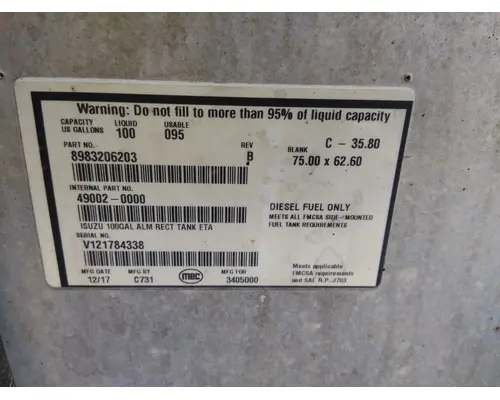 Warning: Do not fill to more than 95% of liquid capacity
CAPACITY LIQUID USABLE
US GALLONS 100 095
PART NO. REV
8983206203 B
INTERNAL PART NO.
49002-0000
ISUZU 100GAL ALM RECT TANK ETA
SERIAL NO.
V121784338
MFG DATE MFG BY MFG FOR
12/17 C731 mec 3405000
C - 35.80
BLANK 75.00 x 62.60
DIESEL FUEL ONLY
MEETS ALL FMCSA SIDE-MOUNTED
FUEL TANK REQUIREMENTS
Meets applicable
FMCSA requirements
and SAE R.P. J703